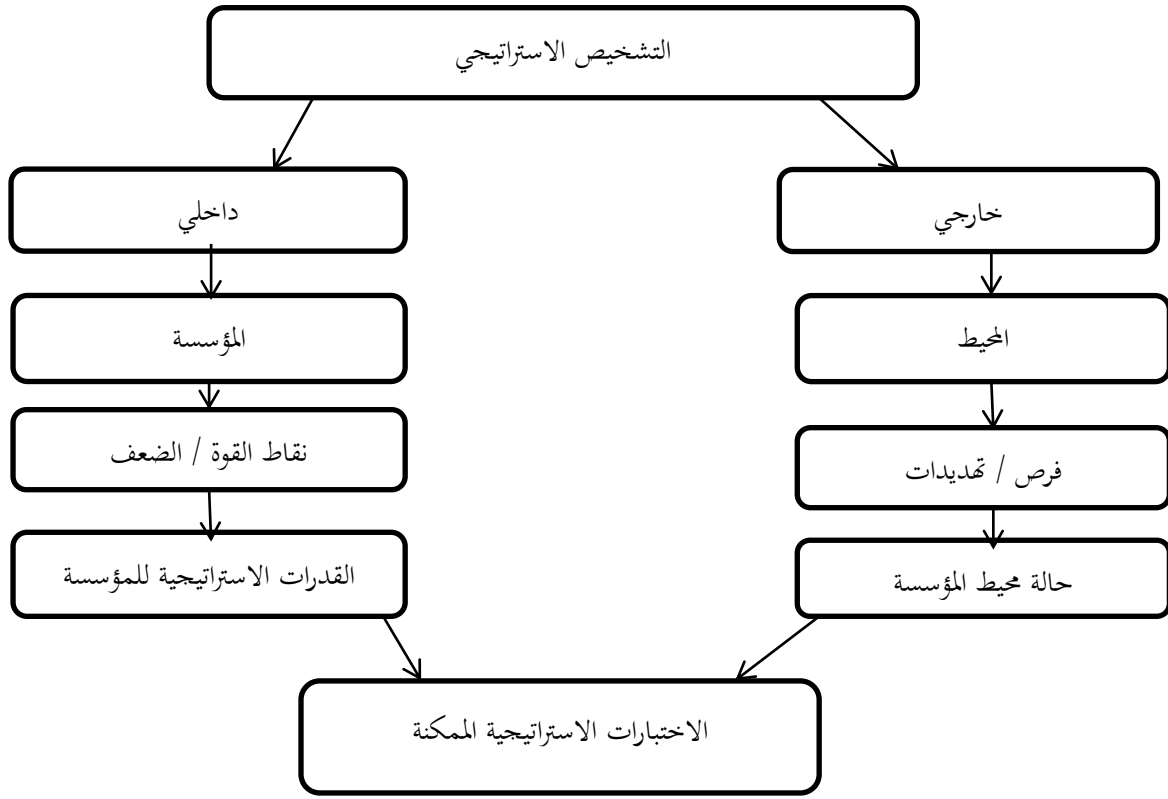 التشخيص الاستراتيجي
خارجي
داخلي
المحيط
المؤسسة
فرص / تهديدات
نقاط القوة / الضعف
حالة محيط المؤسسة
القدرات الاستراتيجية للمؤسسة
الاختبارات الاستراتيجية الممكنة